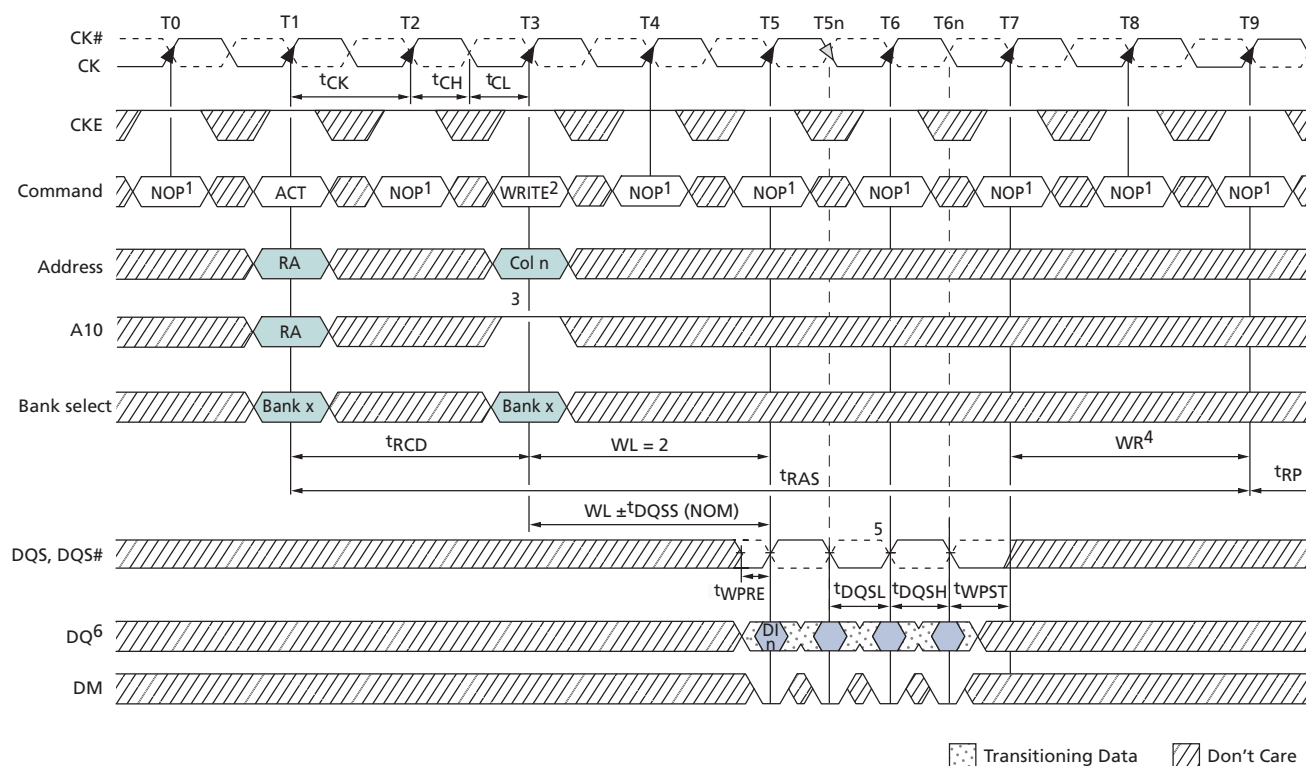 T0 T1 T2 T3 T4 T5 T5n T6 T6n T7 T8 T9
CK#
CK
tCK tCH tCL
CKE
Command NOP1 ACT NOP1 WRITE2 NOP1 NOP1 NOP1 NOP1 NOP1 NOP1
Address RA Col n
3
A10 RA
Bank select Bank x Bank x
tRCD WL = 2 WR4
tRAS tRP
WL ±tDQSS (NOM)
5
DQS, DQS#
tWPRE tDQSL tDQSH tWPST
DQ6 DI n
DM
Transitioning Data Don't Care